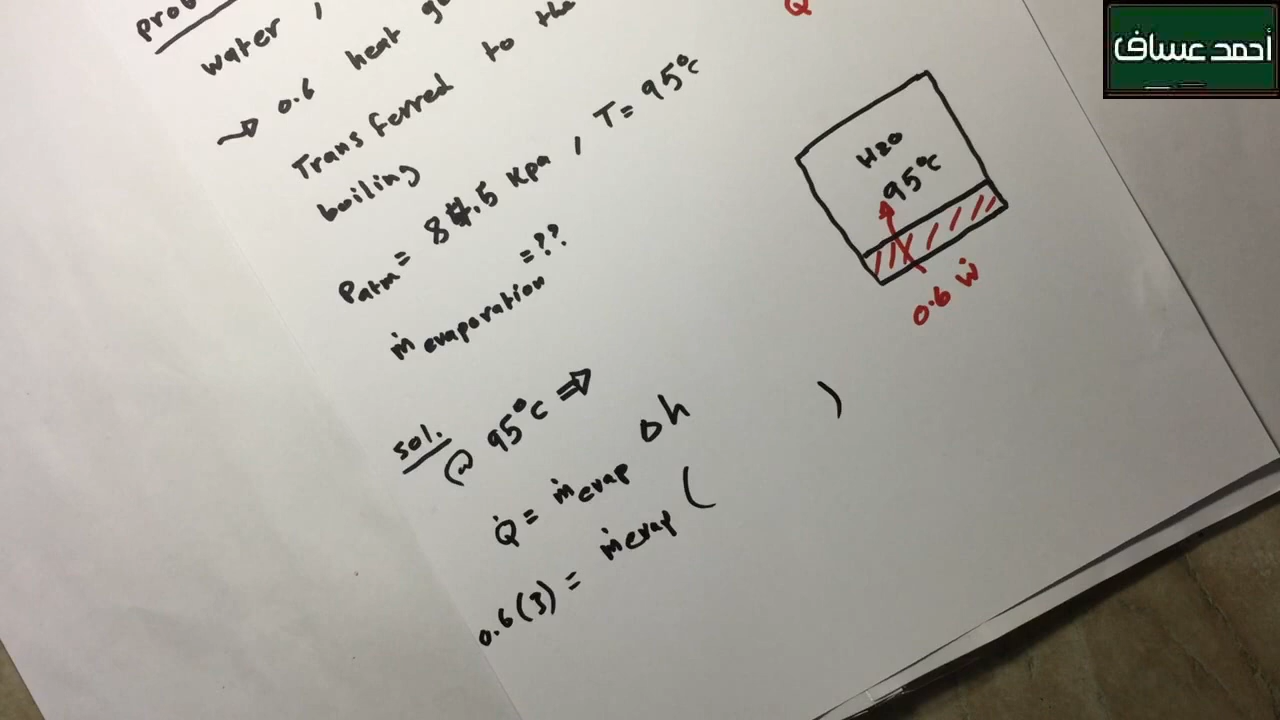 أحمد عساف
water,
→ 0.6 heat
Transferred to the
boiling
Patm = 84.5 Kpa, T= 95°C
ṁ evaporation =??
H2O
95°C
0.6 Ẇ
sol.
@ 95°C ⇒
Q̇ = ṁevap Δh
0.6(3) = ṁevap ( )